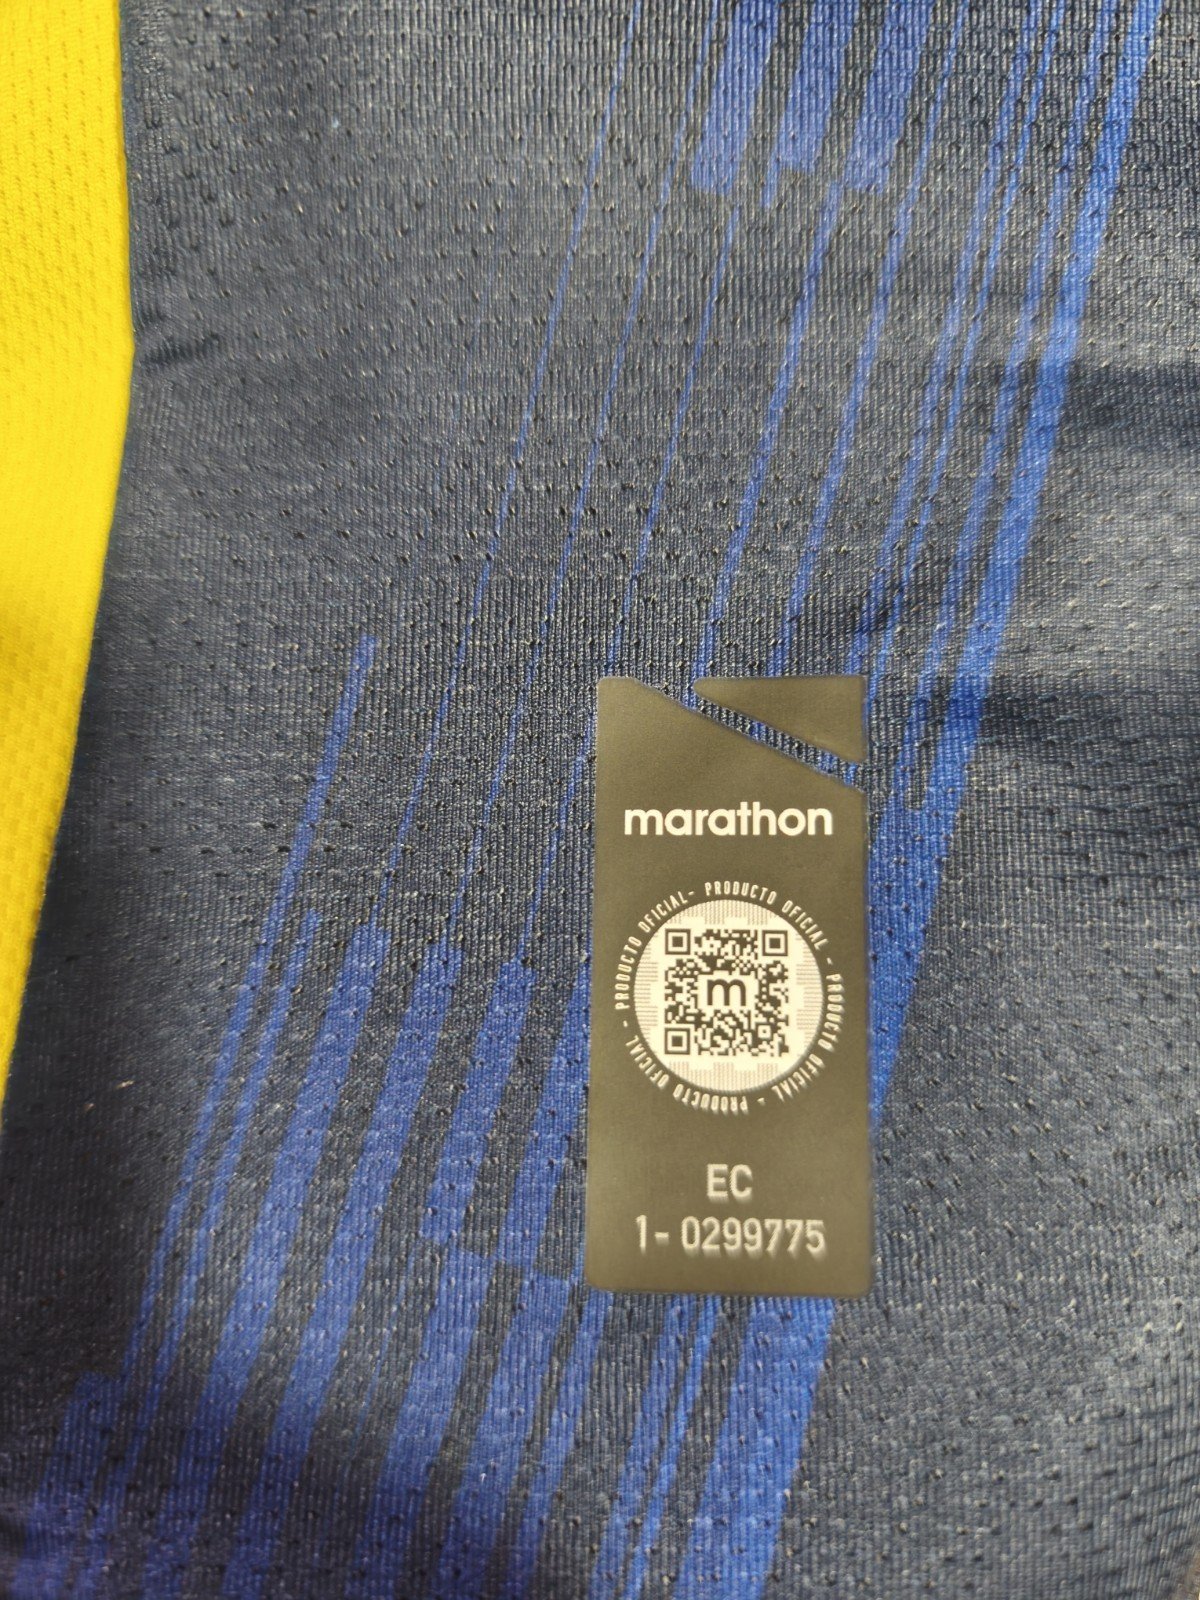 marathon
PRODUCTO OFICIAL - PRODUCTO OFICIAL - PRODUCTO OFICIAL - PRODUCTO OFICIAL -
m
EC
1- 0299775